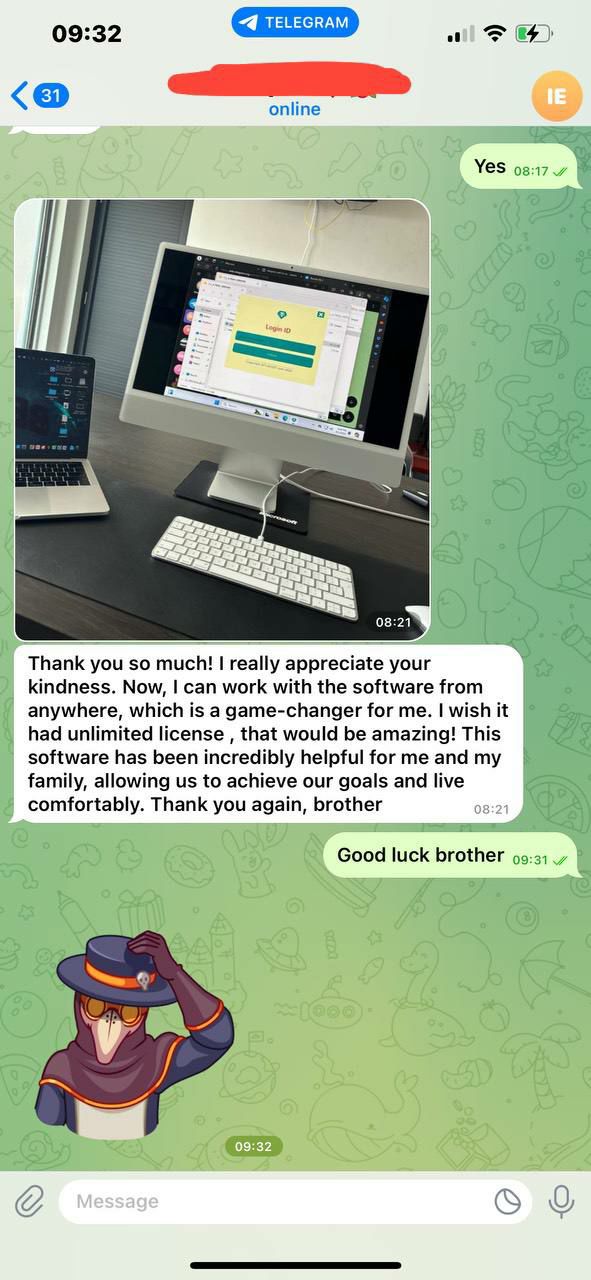 09:32
TELEGRAM
31
online
IE
Yes 08:17
Login ID
Microsoft
08:21
Thank you so much! I really appreciate your
kindness. Now, I can work with the software from
anywhere, which is a game-changer for me. I wish it
had unlimited license , that would be amazing! This
software has been incredibly helpful for me and my
family, allowing us to achieve our goals and live
comfortably. Thank you again, brother
08:21
Good luck brother 09:31
09:32
Message